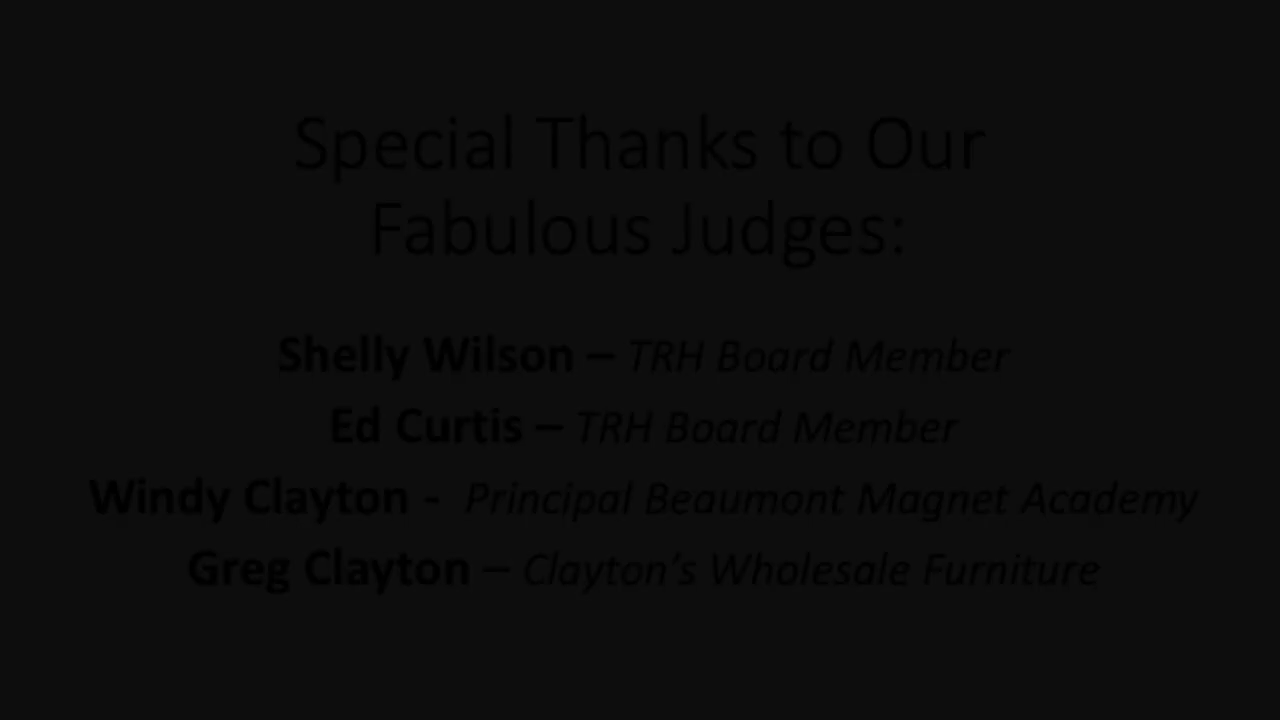 Special Thanks to Our
Fabulous Judges:
Shelly Wilson – TRH Board Member
Ed Curtis – TRH Board Member
Windy Clayton - Principal Beaumont Magnet Academy
Greg Clayton – Clayton’s Wholesale Furniture